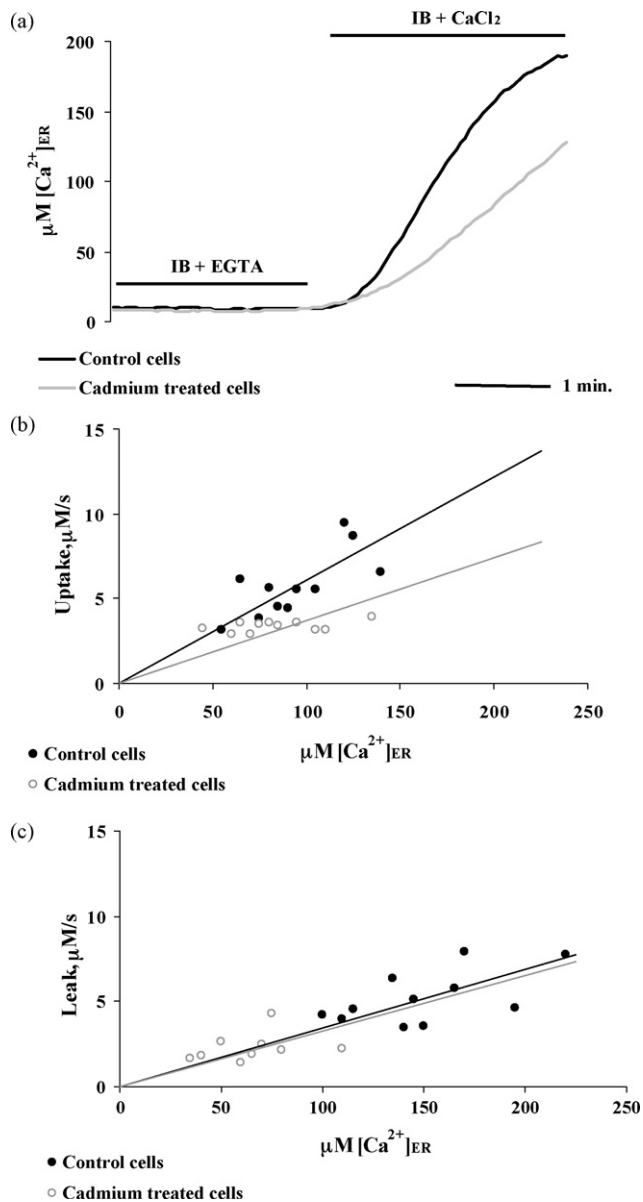 (a)
IB + CaCl₂
200
150
100
50
0
µM [Ca²⁺]ER
IB + EGTA
Control cells
Cadmium treated cells
1 min.
(b)
15
10
5
0
Uptake,µM/s
0 50 100 150 200 250
µM [Ca²⁺]ER
Control cells
Cadmium treated cells
(c)
15
10
5
0
Leak,µM/s
0 50 100 150 200 250
µM [Ca²⁺]ER
Control cells
Cadmium treated cells